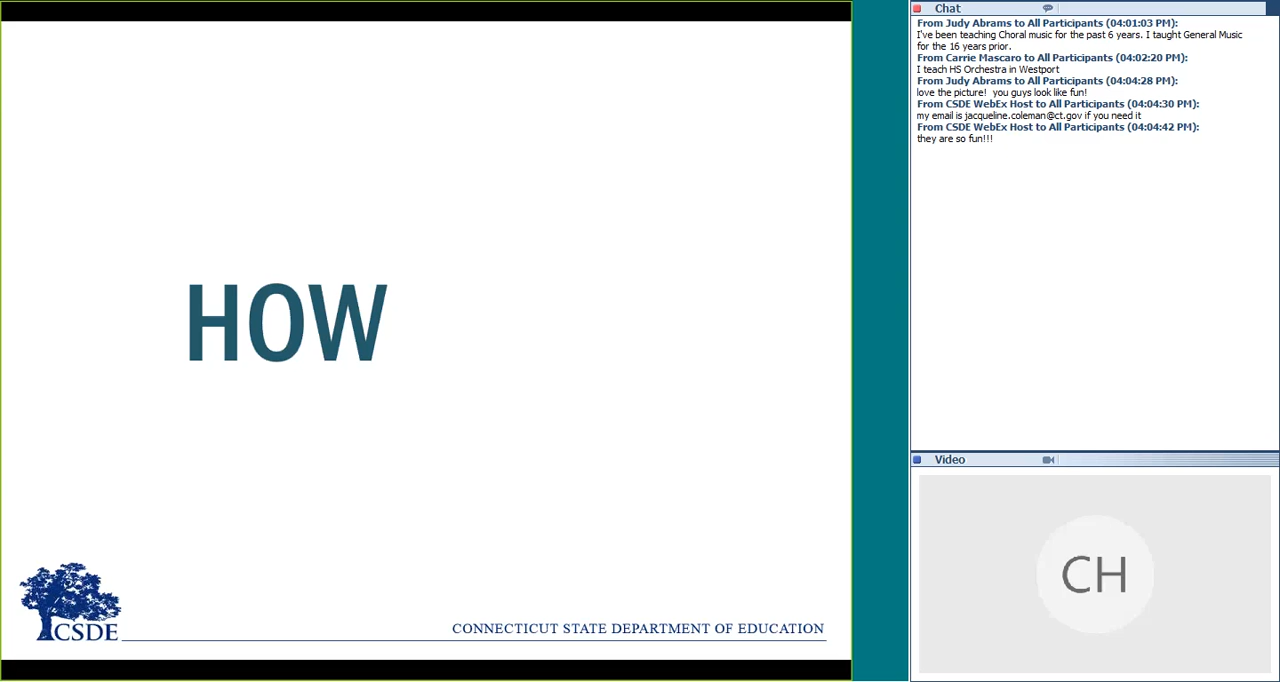 HOW
CSDE
CONNECTICUT STATE DEPARTMENT OF EDUCATION
Chat
From Judy Abrams to All Participants (04:01:03 PM):
I've been teaching Choral music for the past 6 years. I taught General Music
for the 16 years prior.
From Carrie Mascaro to All Participants (04:02:20 PM):
I teach HS Orchestra in Westport
From Judy Abrams to All Participants (04:04:28 PM):
love the picture!  you guys look like fun!
From CSDE WebEx Host to All Participants (04:04:30 PM):
my email is jacqueline.coleman@ct.gov if you need it
From CSDE WebEx Host to All Participants (04:04:42 PM):
they are so fun!!!
Video
CH